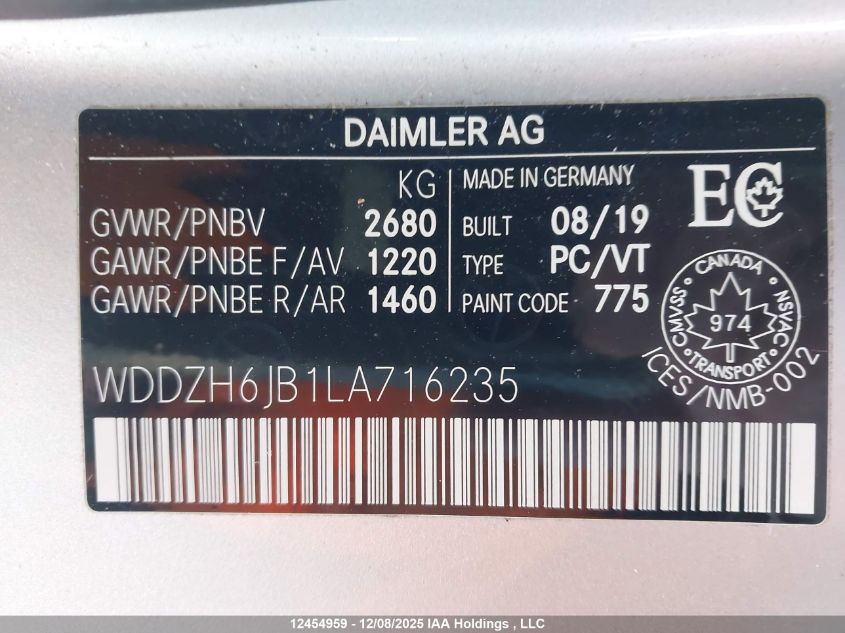 DAIMLER AG
KG
GVWR/PNBV 2680
GAWR/PNBE F/AV 1220
GAWR/PNBE R/AR 1460
MADE IN GERMANY
BUILT 08/19
TYPE PC/VT
PAINT CODE 775
EC
CANADA
CMVSS NSVAC
974
TRANSPORT
ICES/NMB-002
WDDZH6JB1LA716235
12454959 - 12/08/2025 IAA Holdings , LLC